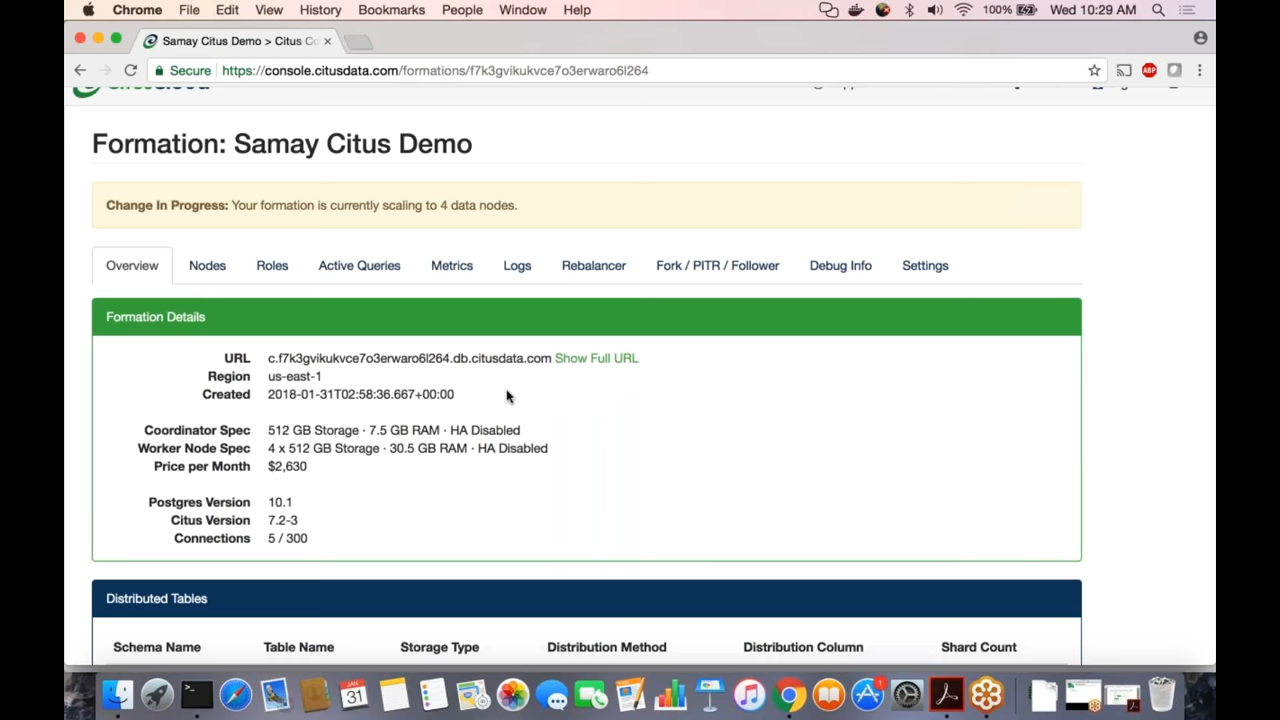 Chrome File Edit View History Bookmarks People Window Help 100% Wed 10:29 AM
Samay Citus Demo > Citus Co
Secure https://console.citusdata.com/formations/f7k3gvikukvce7o3erwaro6l264
ABP
Formation: Samay Citus Demo
Change In Progress: Your formation is currently scaling to 4 data nodes.
Overview Nodes Roles Active Queries Metrics Logs Rebalancer Fork / PITR / Follower Debug Info Settings
Formation Details
URL c.f7k3gvikukvce7o3erwaro6l264.db.citusdata.com Show Full URL
Region us-east-1
Created 2018-01-31T02:58:36.667+00:00
Coordinator Spec 512 GB Storage · 7.5 GB RAM · HA Disabled
Worker Node Spec 4 x 512 GB Storage · 30.5 GB RAM · HA Disabled
Price per Month $2,630
Postgres Version 10.1
Citus Version 7.2-3
Connections 5 / 300
Distributed Tables
Schema Name Table Name Storage Type Distribution Method Distribution Column Shard Count
JAN
31
1